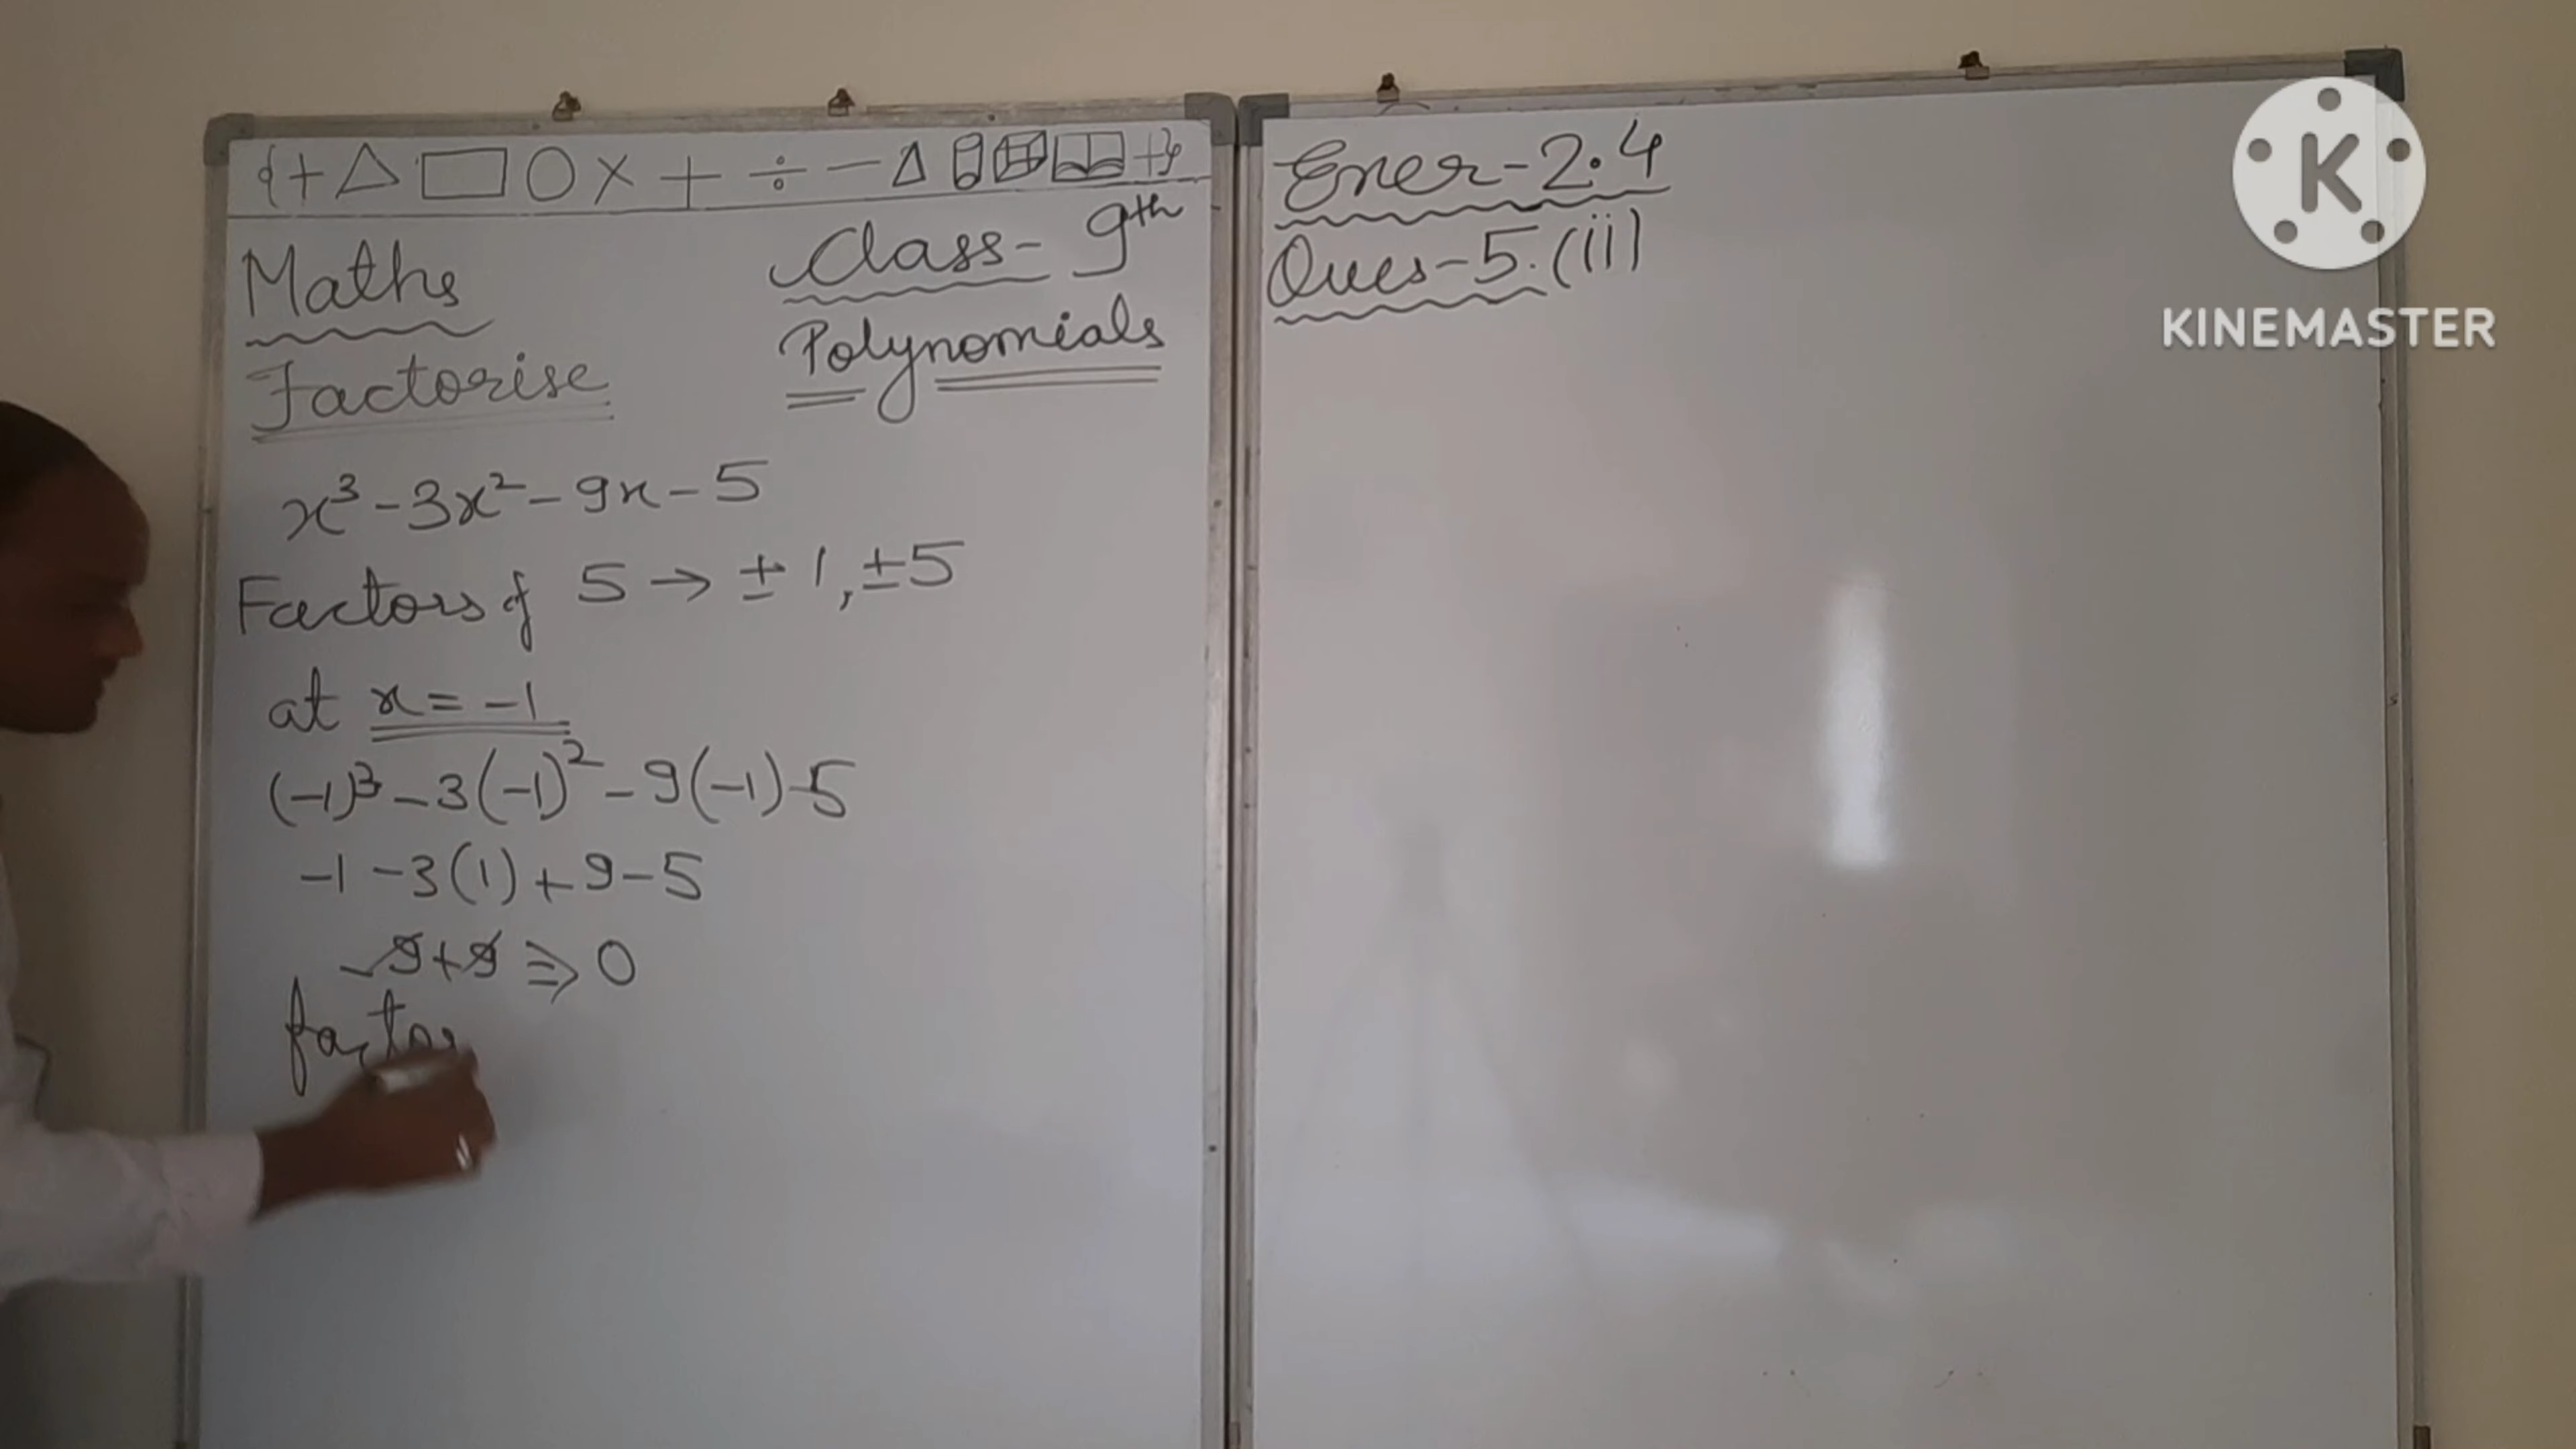 {+ △ ▭ ○ × + ÷ − △ +}
Maths
Class- 9th
Polynomials
Factorise
x³ - 3x² - 9x - 5
Factors of 5 → ± 1, ±5
at x = -1
(-1)³ - 3(-1)² - 9(-1) - 5
-1 - 3(1) + 9 - 5
-9 + 9 ⇒ 0
factor
Exer-2.4
Ques-5.(ii)
K
KINEMASTER